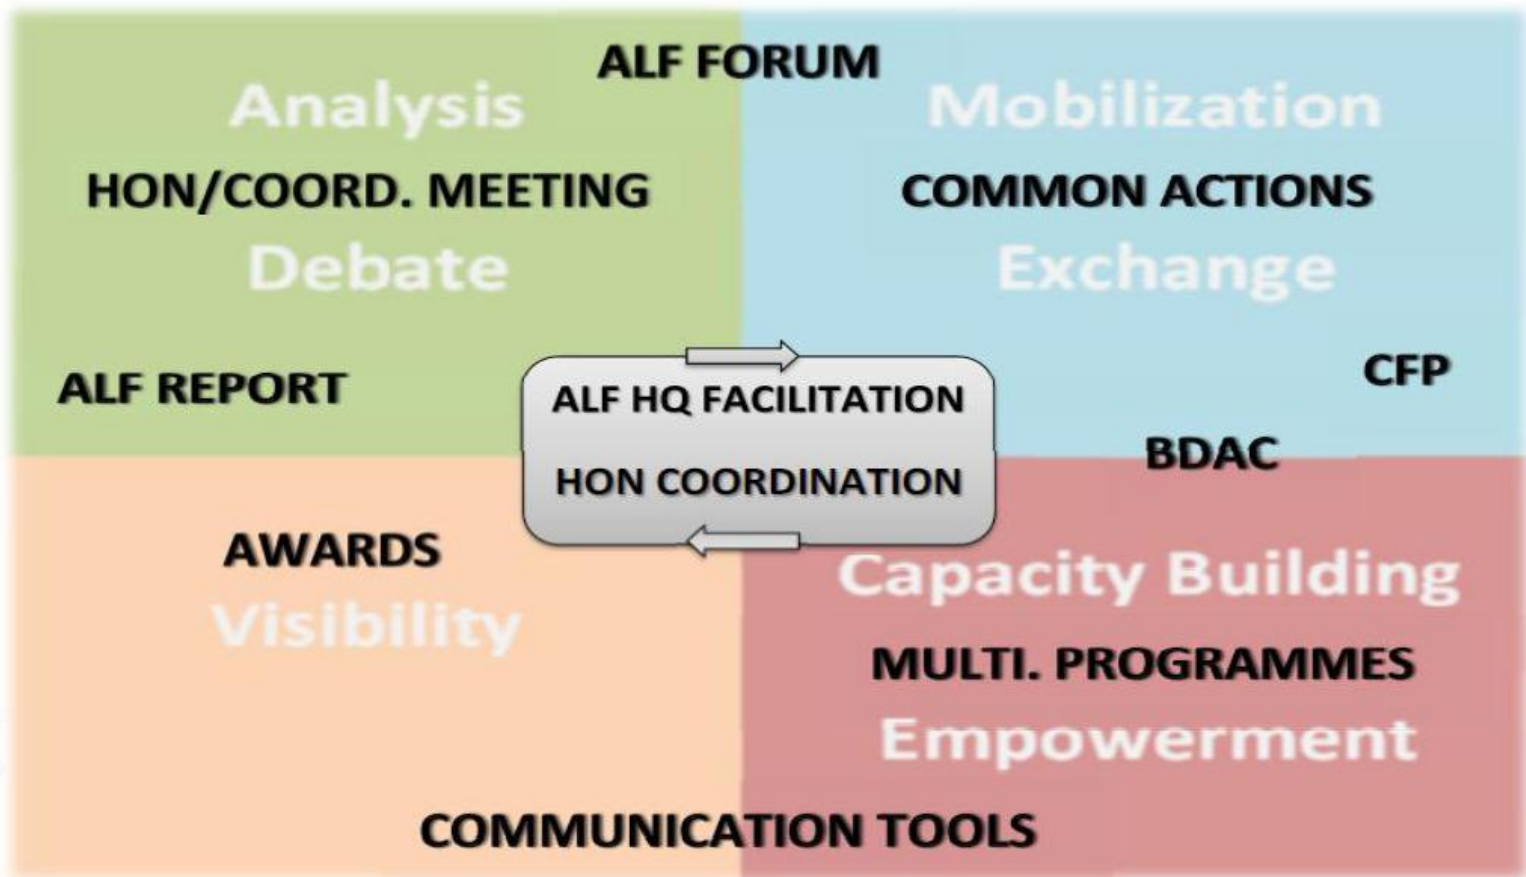 ALF FORUM
Analysis
HON/COORD. MEETING
Debate
ALF REPORT
Mobilization
COMMON ACTIONS
Exchange
CFP
BDAC
ALF HQ FACILITATION
HON COORDINATION
AWARDS
Visibility
Capacity Building
MULTI. PROGRAMMES
Empowerment
COMMUNICATION TOOLS